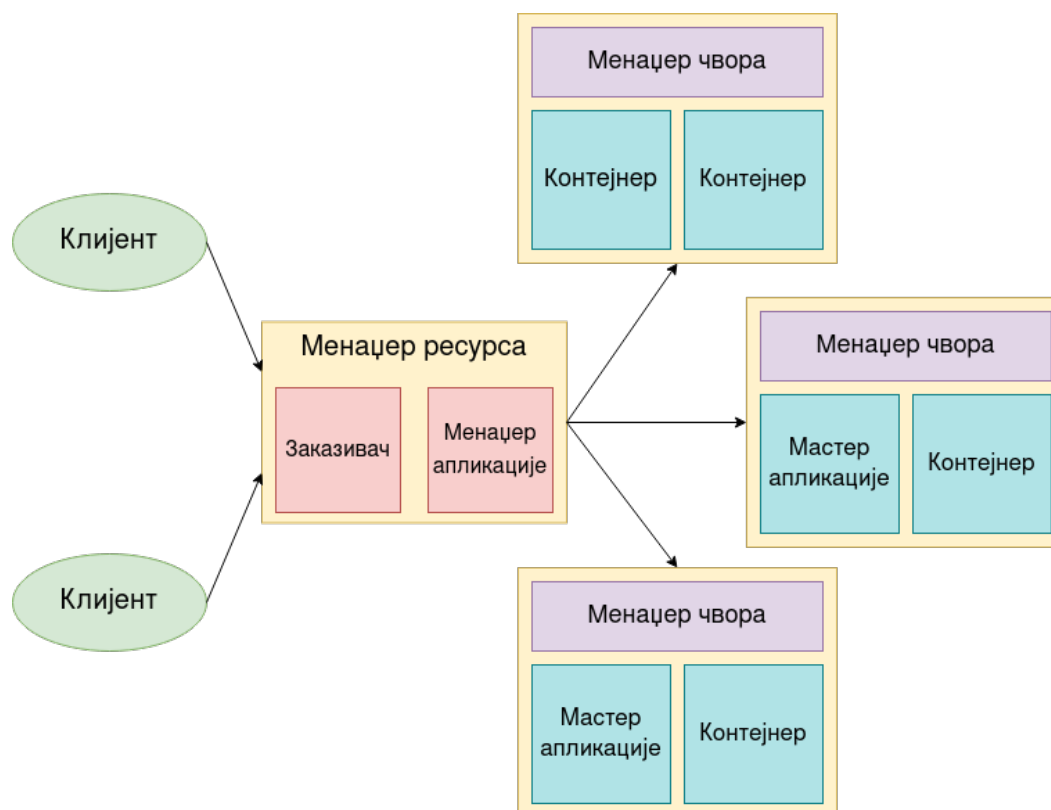 Менаџер чвора
Контејнер
Контејнер
Клијент
Менаџер ресурса
Заказивач
Менаџер
апликације
Менаџер чвора
Мастер
апликације
Контејнер
Клијент
Менаџер чвора
Мастер
апликације
Контејнер